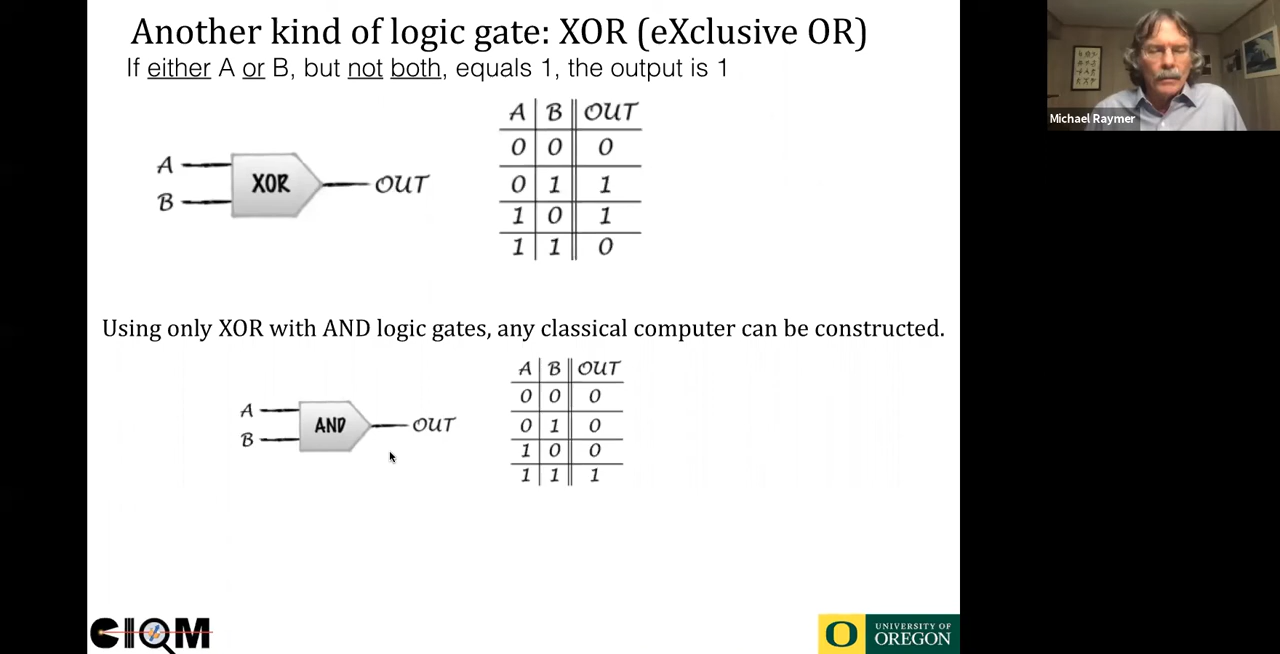 Another kind of logic gate: XOR (eXclusive OR)
If either A or B, but not both, equals 1, the output is 1
A B OUT
0 0 0
0 1 1
1 0 1
1 1 0
A
B
XOR
OUT
Using only XOR with AND logic gates, any classical computer can be constructed.
A B OUT
0 0 0
0 1 0
1 0 0
1 1 1
A
B
AND
OUT
CIQM
O
UNIVERSITY OF
OREGON
Michael Raymer